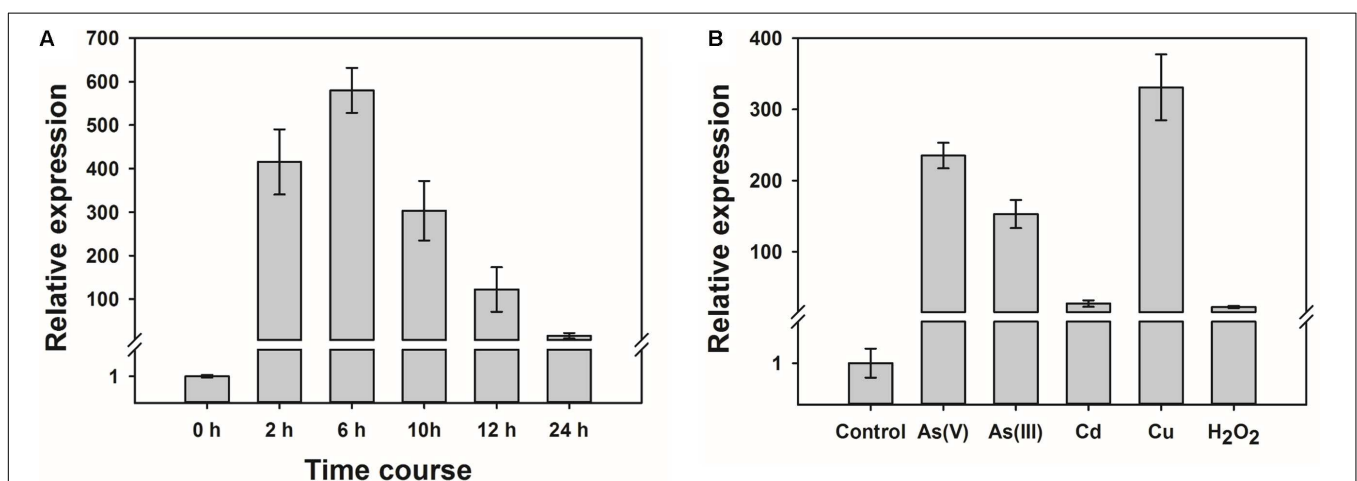 A
Relative expression
700
600
500
400
300
200
100
1
0 h 2 h 6 h 10h 12 h 24 h
Time course
B
Relative expression
400
300
200
100
1
Control As(V) As(III) Cd Cu H₂O₂